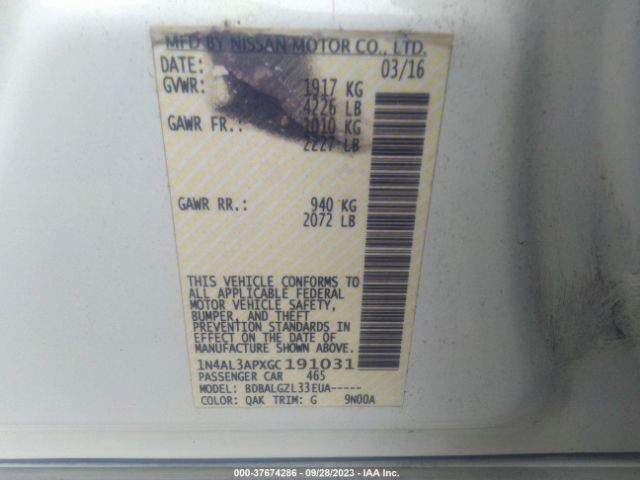 MFD BY NISSAN MOTOR CO., LTD.
DATE: 03/16
GVWR: 1917 KG
4226 LB
GAWR FR.: 1010 KG
2227 LB
GAWR RR.: 940 KG
2072 LB
THIS VEHICLE CONFORMS TO
ALL APPLICABLE FEDERAL
MOTOR VEHICLE SAFETY,
BUMPER, AND THEFT
PREVENTION STANDARDS IN
EFFECT ON THE DATE OF
MANUFACTURE SHOWN ABOVE.
1N4AL3APXGC191031
PASSENGER CAR 465
MODEL: BDBALGZL33EUA-----
COLOR: QAK TRIM: G 9N00A
000-37674286 - 09/28/2023 - IAA Inc.